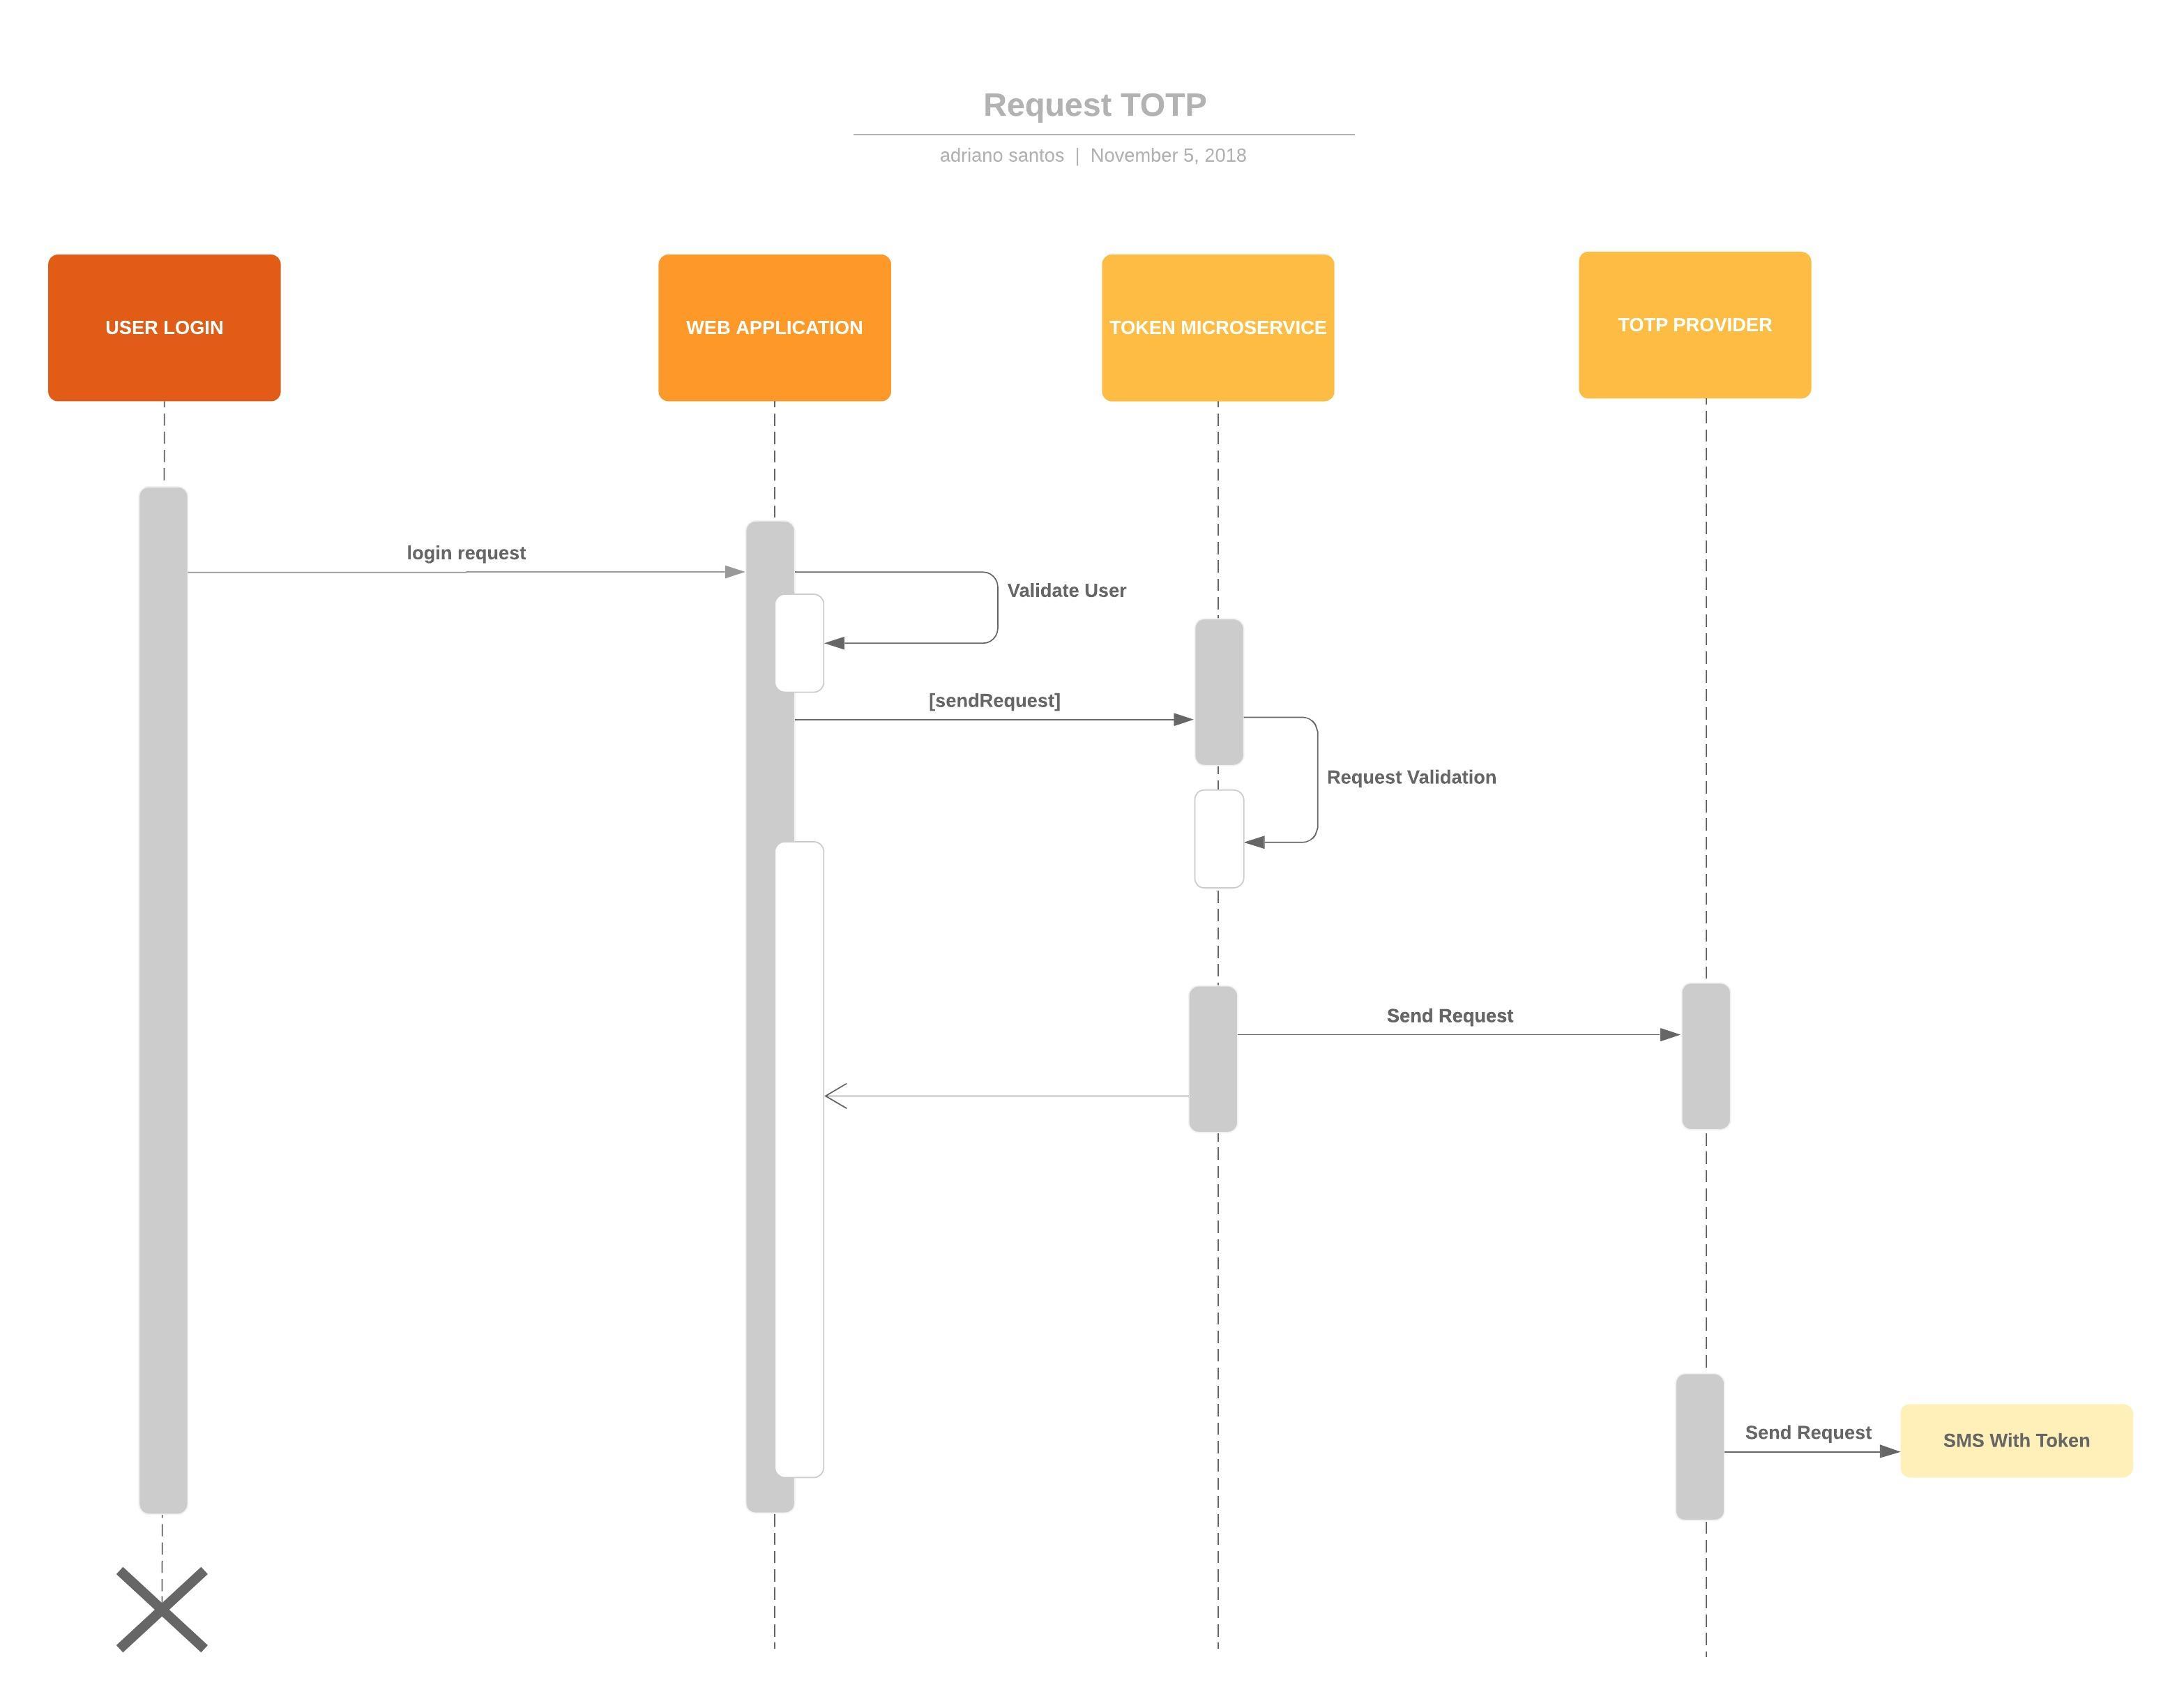 Request TOTP
adriano santos | November 5, 2018
USER LOGIN
WEB APPLICATION
TOKEN MICROSERVICE
TOTP PROVIDER
login request
Validate User
[sendRequest]
Request Validation
Send Request
Send Request
SMS With Token